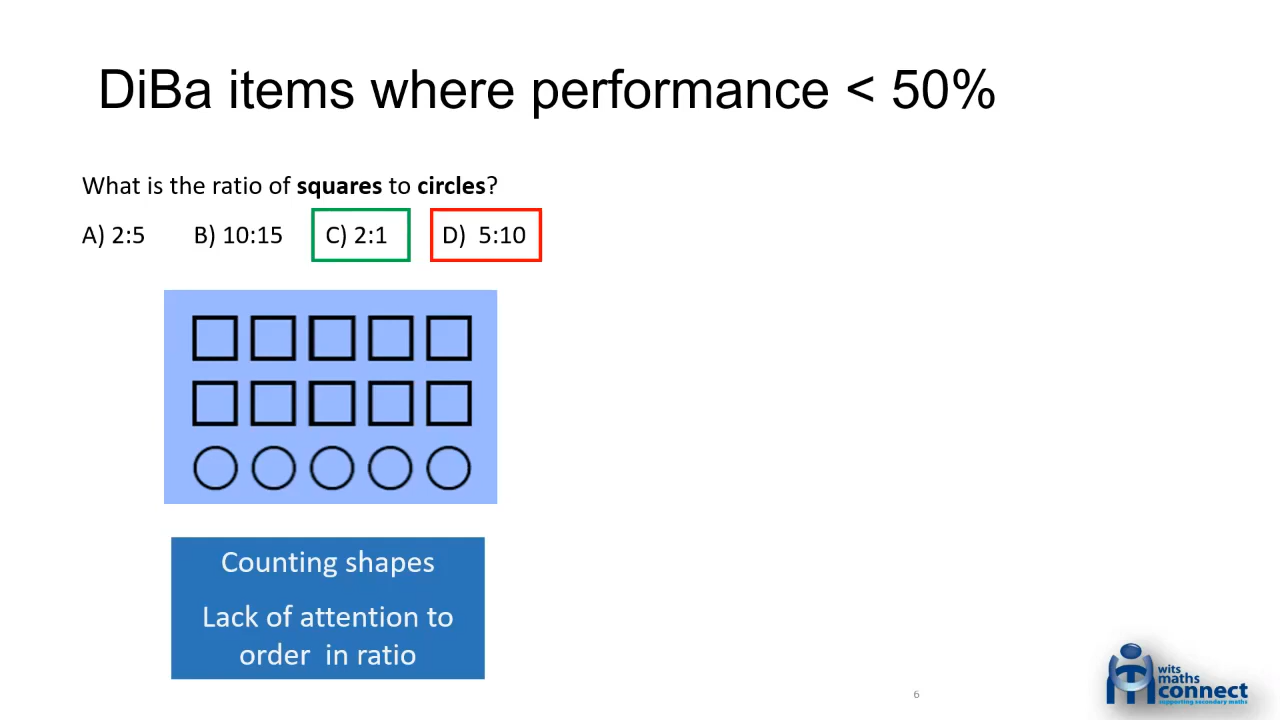 DiBa items where performance < 50%
What is the ratio of squares to circles?
A) 2:5 B) 10:15 C) 2:1 D) 5:10
Counting shapes
Lack of attention to
order in ratio
6
wits
maths
connect
supporting secondary maths